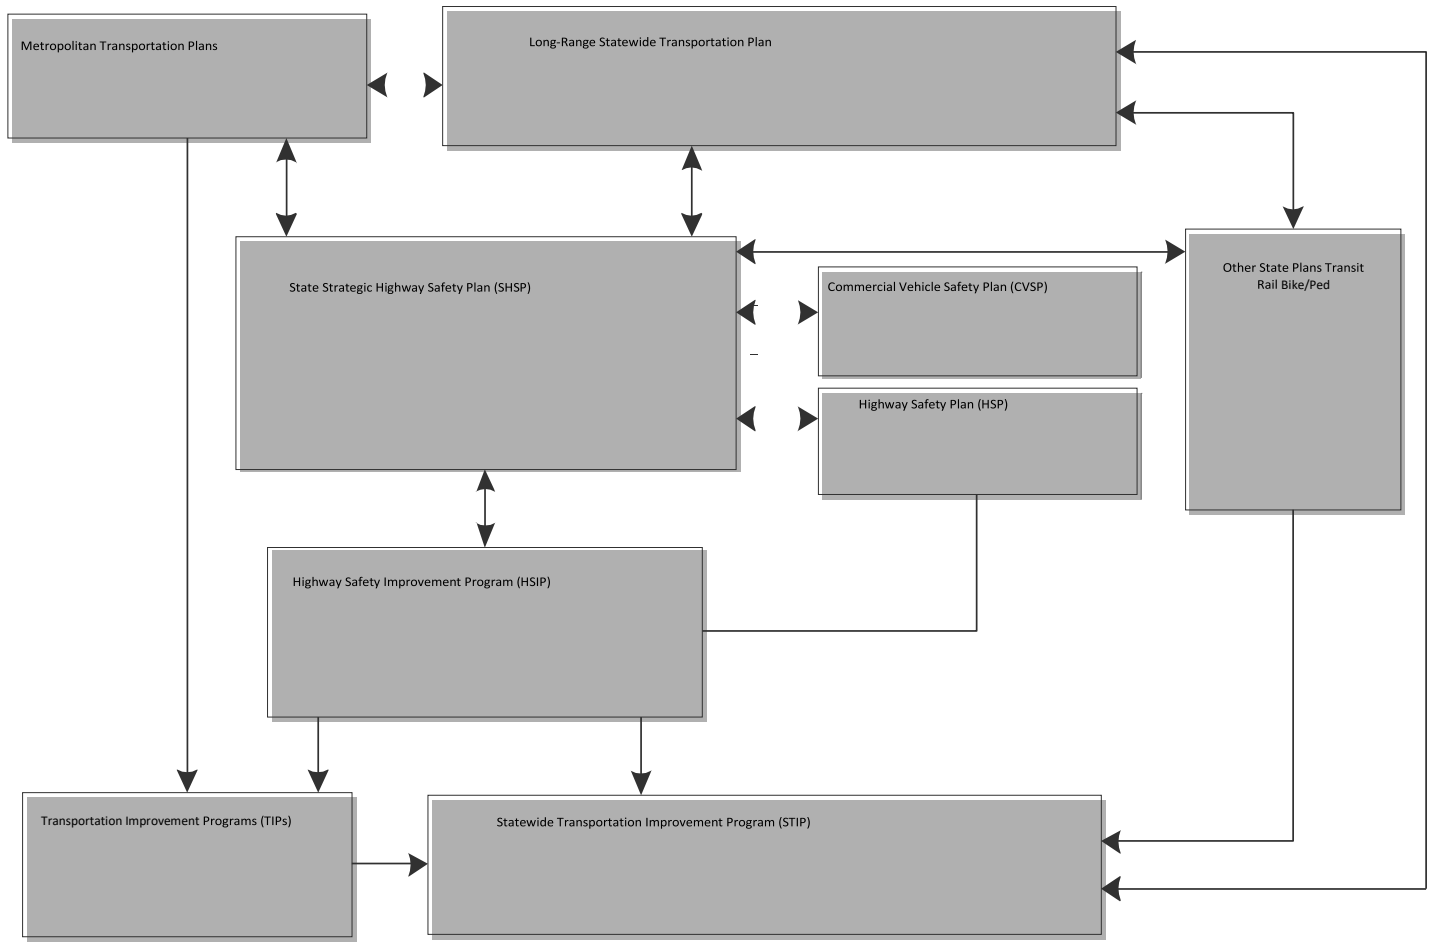 Metropolitan Transportation Plans
Long-Range Statewide Transportation Plan
State Strategic Highway Safety Plan (SHSP)
Commercial Vehicle Safety Plan (CVSP)
Other State Plans Transit
Rail Bike/Ped
Highway Safety Plan (HSP)
Highway Safety Improvement Program (HSIP)
Transportation Improvement Programs (TIPs)
Statewide Transportation Improvement Program (STIP)